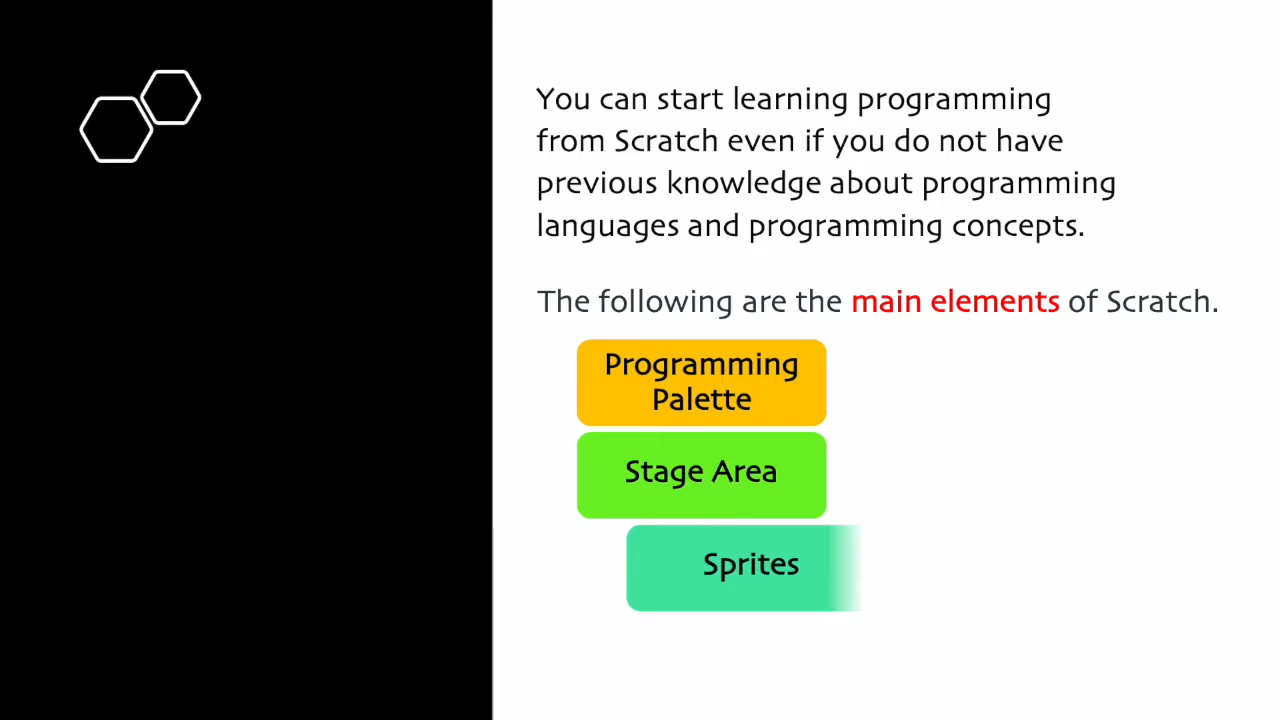 You can start learning programming
from Scratch even if you do not have
previous knowledge about programming
languages and programming concepts.
The following are the main elements of Scratch.
Programming
Palette
Stage Area
Sprites